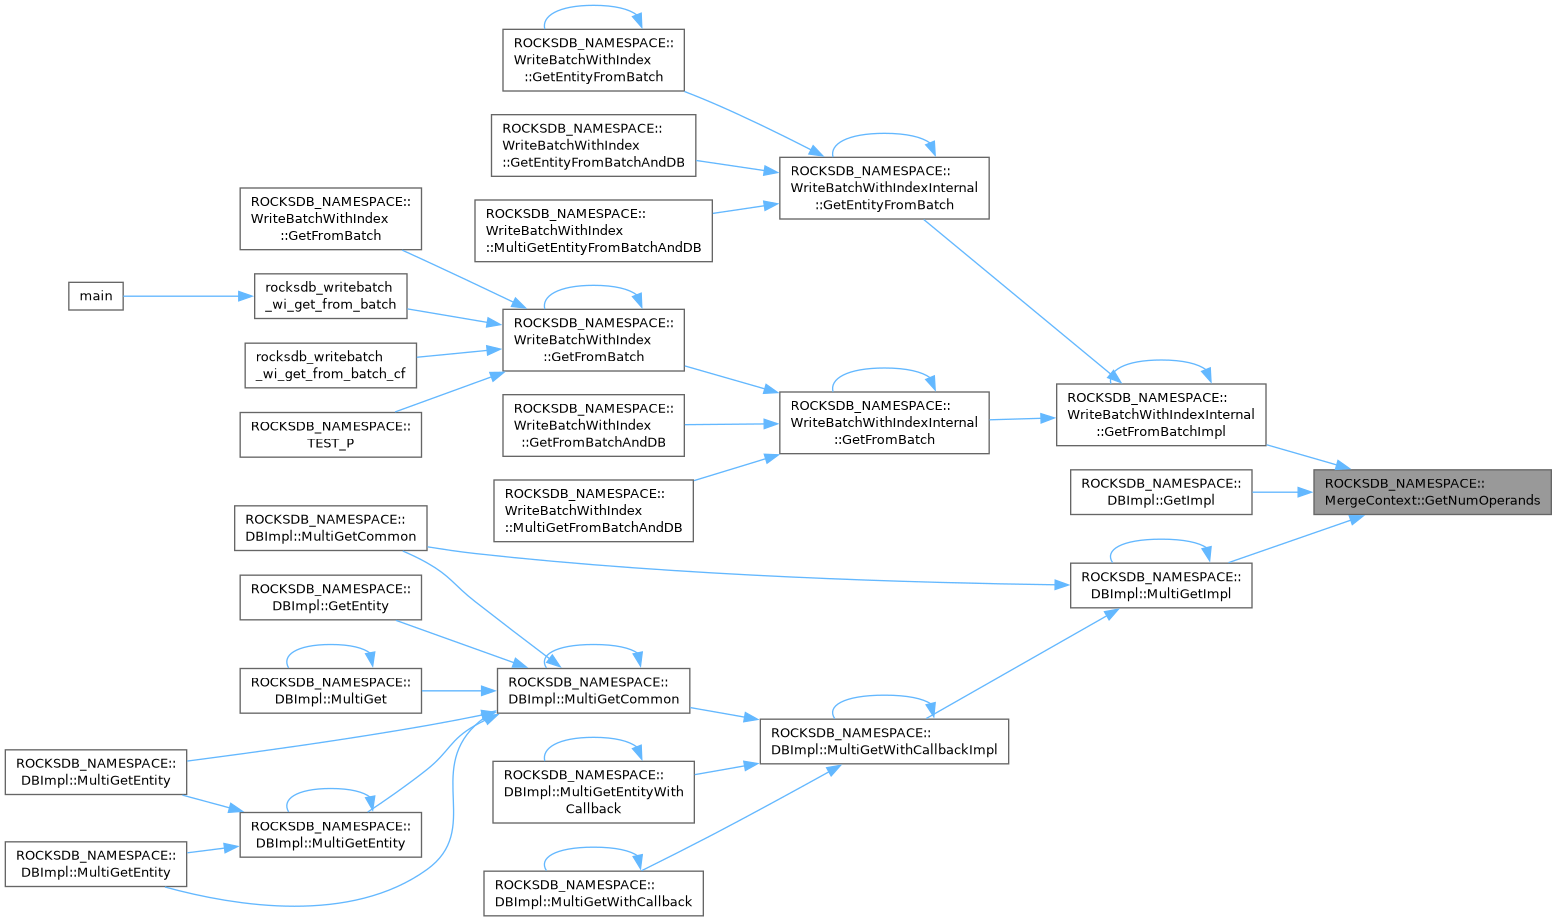 ROCKSDB_NAMESPACE::
WriteBatchWithIndex
::GetEntityFromBatch
ROCKSDB_NAMESPACE::
WriteBatchWithIndex
::GetEntityFromBatchAndDB
ROCKSDB_NAMESPACE::
WriteBatchWithIndexInternal
::GetEntityFromBatch
ROCKSDB_NAMESPACE::
WriteBatchWithIndex
::GetFromBatch
ROCKSDB_NAMESPACE::
WriteBatchWithIndex
::MultiGetEntityFromBatchAndDB
main
rocksdb_writebatch
_wi_get_from_batch
ROCKSDB_NAMESPACE::
WriteBatchWithIndex
::GetFromBatch
rocksdb_writebatch
_wi_get_from_batch_cf
ROCKSDB_NAMESPACE::
TEST_P
ROCKSDB_NAMESPACE::
WriteBatchWithIndex
::GetFromBatchAndDB
ROCKSDB_NAMESPACE::
WriteBatchWithIndexInternal
::GetFromBatch
ROCKSDB_NAMESPACE::
WriteBatchWithIndexInternal
::GetFromBatchImpl
ROCKSDB_NAMESPACE::
WriteBatchWithIndex
::MultiGetFromBatchAndDB
ROCKSDB_NAMESPACE::
DBImpl::GetImpl
ROCKSDB_NAMESPACE::
MergeContext::GetNumOperands
ROCKSDB_NAMESPACE::
DBImpl::MultiGetCommon
ROCKSDB_NAMESPACE::
DBImpl::MultiGetImpl
ROCKSDB_NAMESPACE::
DBImpl::GetEntity
ROCKSDB_NAMESPACE::
DBImpl::MultiGet
ROCKSDB_NAMESPACE::
DBImpl::MultiGetCommon
ROCKSDB_NAMESPACE::
DBImpl::MultiGetWithCallbackImpl
ROCKSDB_NAMESPACE::
DBImpl::MultiGetEntity
ROCKSDB_NAMESPACE::
DBImpl::MultiGetEntityWith
Callback
ROCKSDB_NAMESPACE::
DBImpl::MultiGetEntity
ROCKSDB_NAMESPACE::
DBImpl::MultiGetEntity
ROCKSDB_NAMESPACE::
DBImpl::MultiGetWithCallback